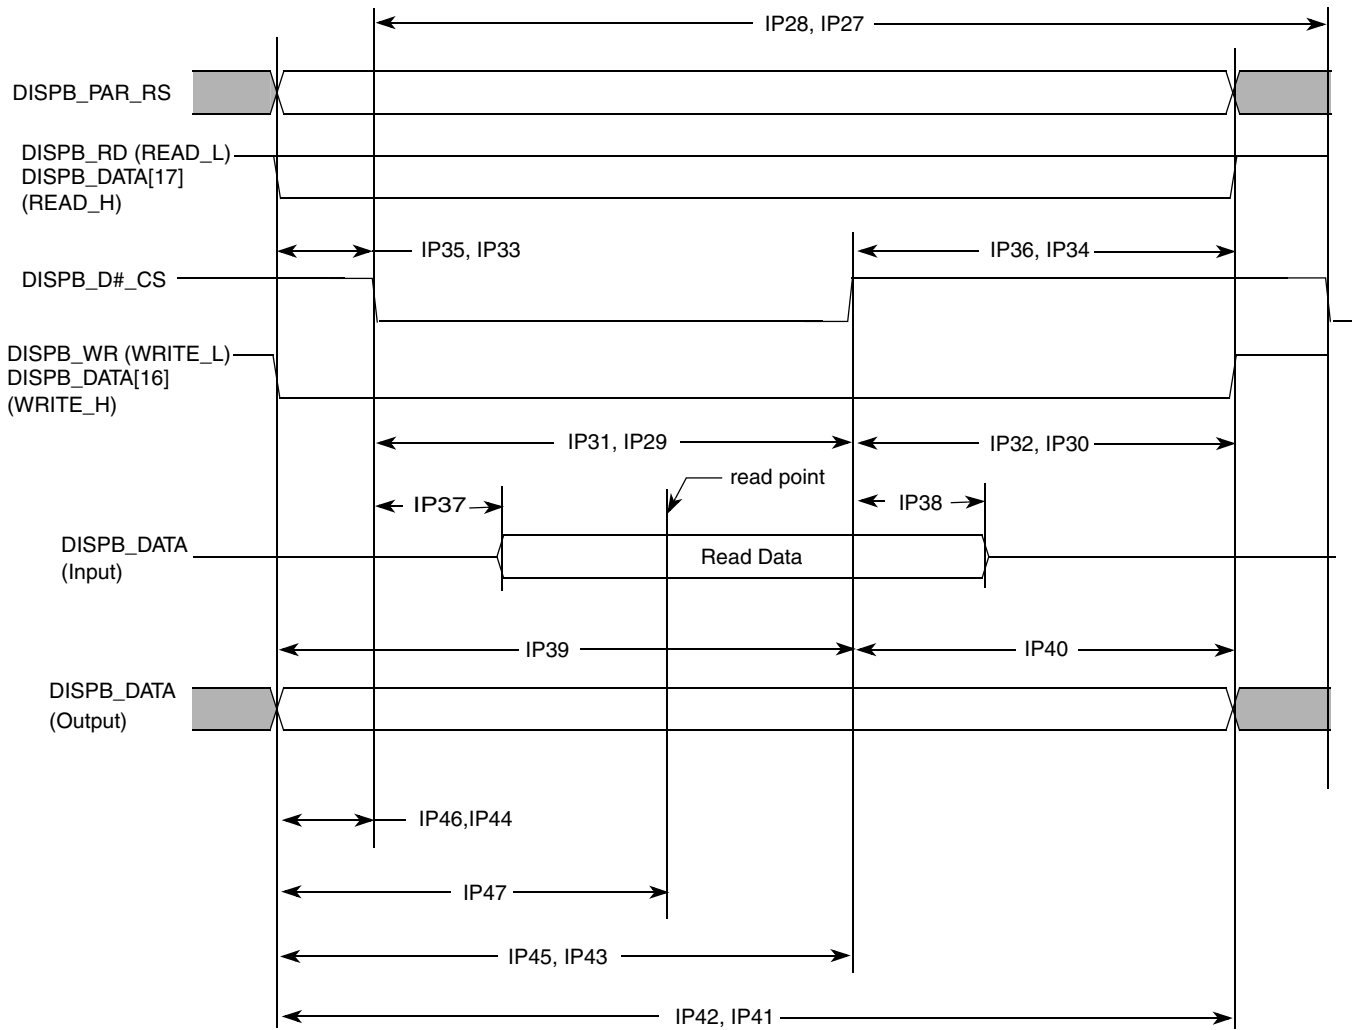 IP28, IP27
DISPB_PAR_RS
DISPB_RD (READ_L)
DISPB_DATA[17]
(READ_H)
IP35, IP33
IP36, IP34
DISPB_D#_CS
DISPB_WR (WRITE_L)
DISPB_DATA[16]
(WRITE_H)
IP31, IP29
IP32, IP30
read point
IP37
IP38
DISPB_DATA
(Input)
Read Data
IP39
IP40
DISPB_DATA
(Output)
IP46,IP44
IP47
IP45, IP43
IP42, IP41